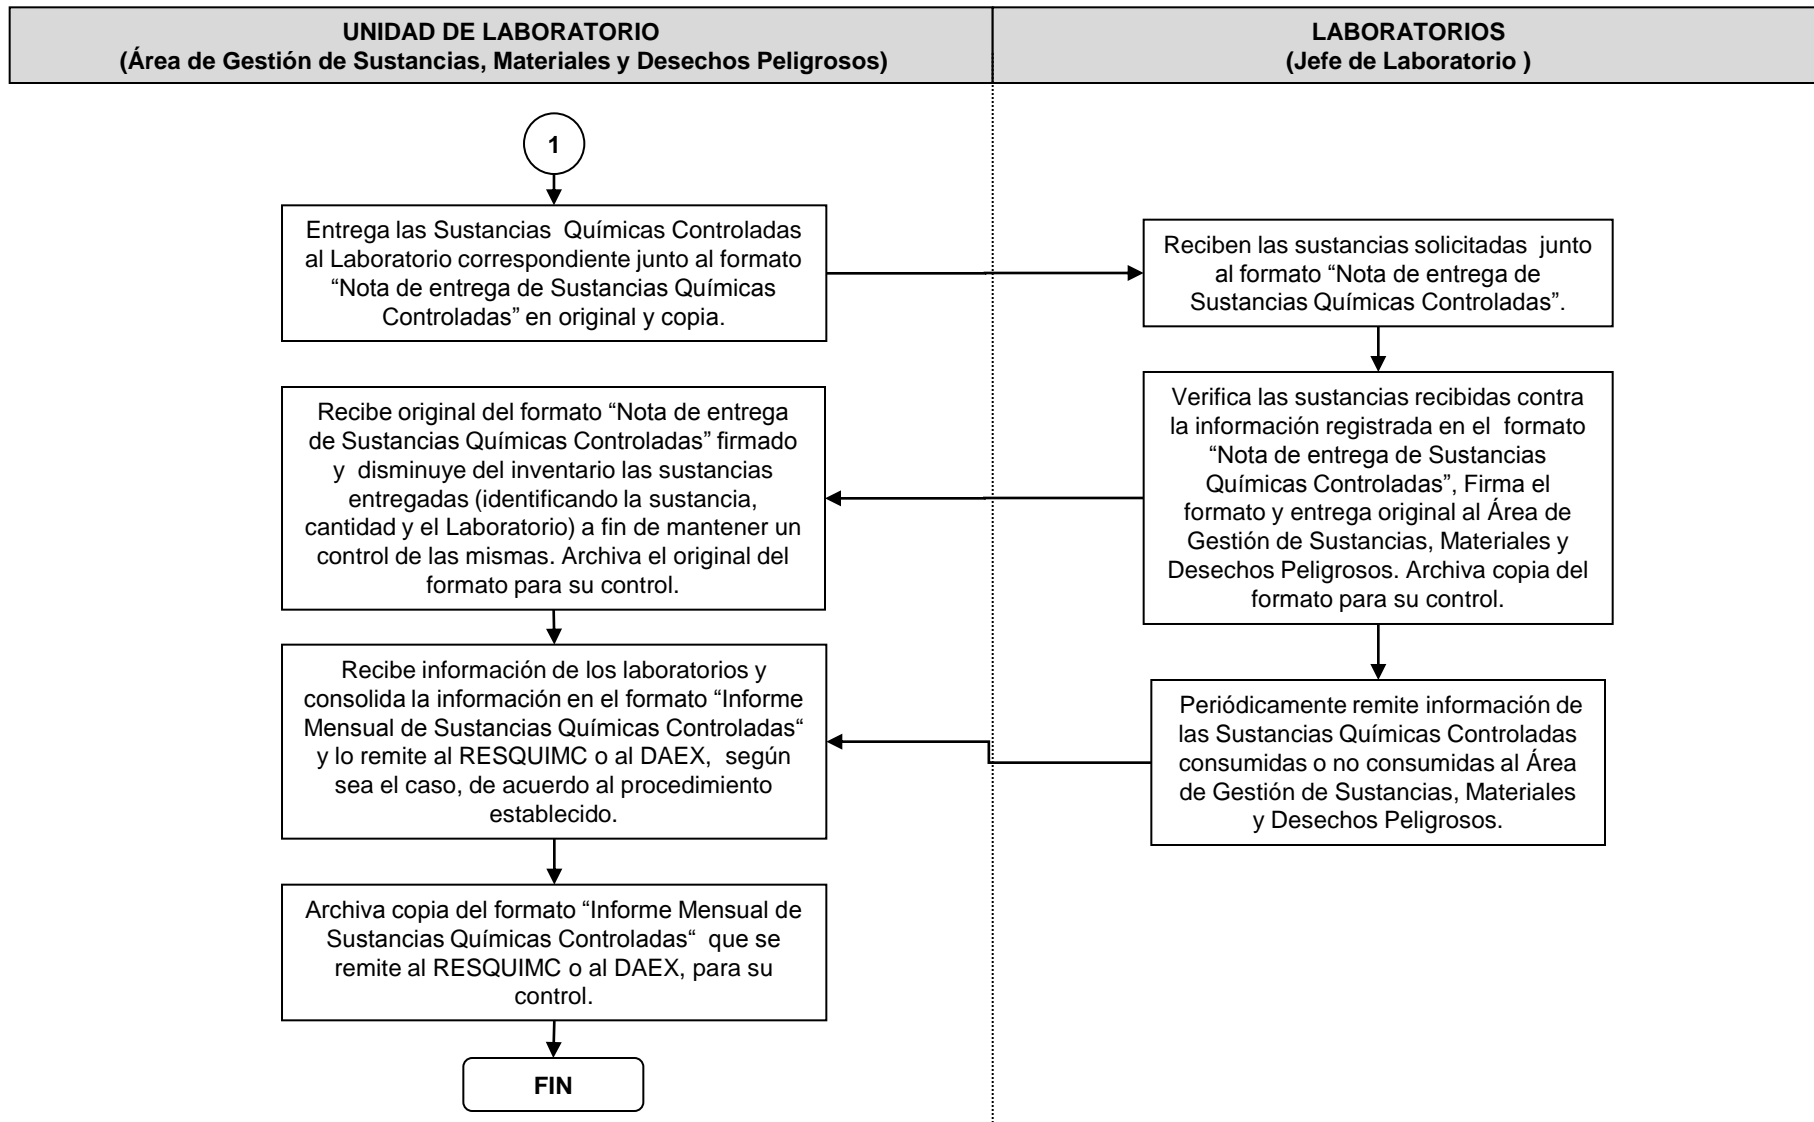 UNIDAD DE LABORATORIO
(Área de Gestión de Sustancias, Materiales y Desechos Peligrosos)
LABORATORIOS
(Jefe de Laboratorio )
1
Entrega las Sustancias  Químicas Controladas
al Laboratorio correspondiente junto al formato
“Nota de entrega de Sustancias Químicas
Controladas” en original y copia.
Reciben las sustancias solicitadas  junto
al formato “Nota de entrega de
Sustancias Químicas Controladas”.
Verifica las sustancias recibidas contra
la información registrada en el  formato
“Nota de entrega de Sustancias
Químicas Controladas”, Firma el
formato y entrega original al Área de
Gestión de Sustancias, Materiales y
Desechos Peligrosos. Archiva copia del
formato para su control.
Recibe original del formato “Nota de entrega
de Sustancias Químicas Controladas” firmado
y  disminuye del inventario las sustancias
entregadas (identificando la sustancia,
cantidad y el Laboratorio) a fin de mantener un
control de las mismas. Archiva el original del
formato para su control.
Periódicamente remite información de
las Sustancias Químicas Controladas
consumidas o no consumidas al Área
de Gestión de Sustancias, Materiales
y Desechos Peligrosos.
Recibe información de los laboratorios y
consolida la información en el formato “Informe
Mensual de Sustancias Químicas Controladas“
y lo remite al RESQUIMC o al DAEX,  según
sea el caso, de acuerdo al procedimiento
establecido.
Archiva copia del formato “Informe Mensual de
Sustancias Químicas Controladas“  que se
remite al RESQUIMC o al DAEX, para su
control.
FIN